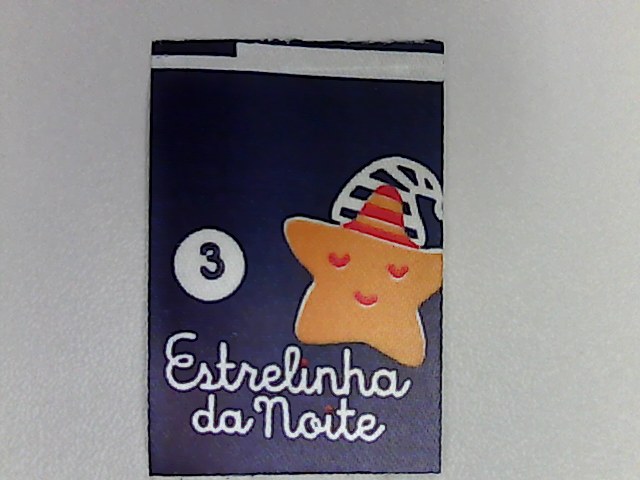 3
Estrelinha
da Noite